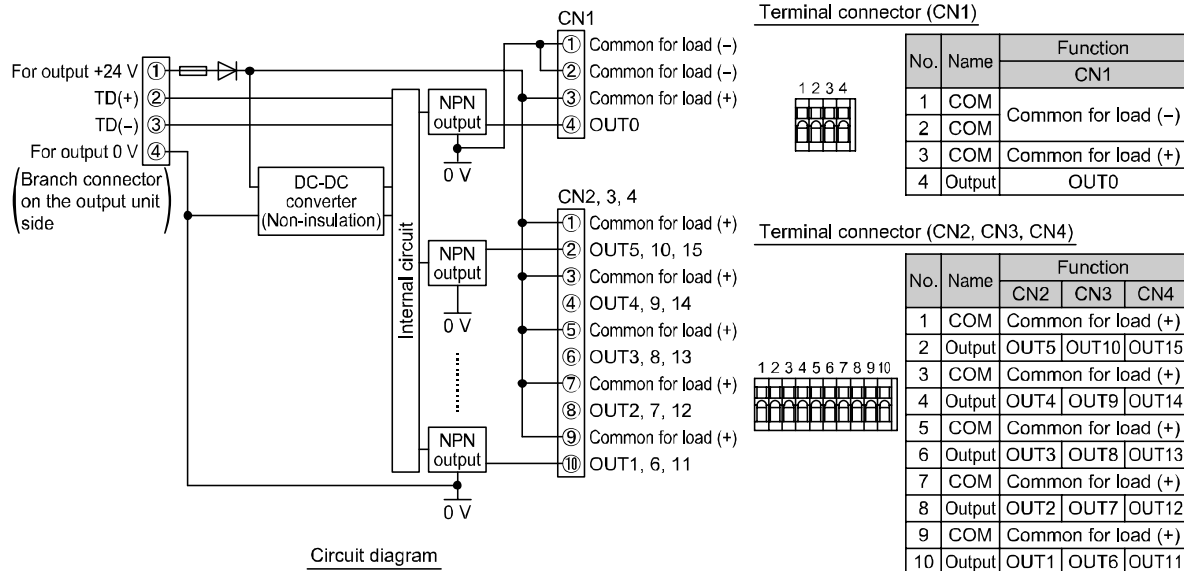 For output +24 V ①
TD(+) ②
TD(−) ③
For output 0 V ④
(Branch connector
on the output unit
side)
DC-DC
converter
(Non-insulation)
Internal circuit
NPN
output
0 V
NPN
output
0 V
NPN
output
0 V
CN1
① Common for load (−)
② Common for load (−)
③ Common for load (+)
④ OUT0
CN2, 3, 4
① Common for load (+)
② OUT5, 10, 15
③ Common for load (+)
④ OUT4, 9, 14
⑤ Common for load (+)
⑥ OUT3, 8, 13
⑦ Common for load (+)
⑧ OUT2, 7, 12
⑨ Common for load (+)
⑩ OUT1, 6, 11
Circuit diagram
Terminal connector (CN1)
1 2 3 4
No. Name Function
CN1
1 COM Common for load (−)
2 COM
3 COM Common for load (+)
4 Output OUT0
Terminal connector (CN2, CN3, CN4)
1 2 3 4 5 6 7 8 9 10
No. Name Function
CN2 CN3 CN4
1 COM Common for load (+)
2 Output OUT5 OUT10 OUT15
3 COM Common for load (+)
4 Output OUT4 OUT9 OUT14
5 COM Common for load (+)
6 Output OUT3 OUT8 OUT13
7 COM Common for load (+)
8 Output OUT2 OUT7 OUT12
9 COM Common for load (+)
10 Output OUT1 OUT6 OUT11